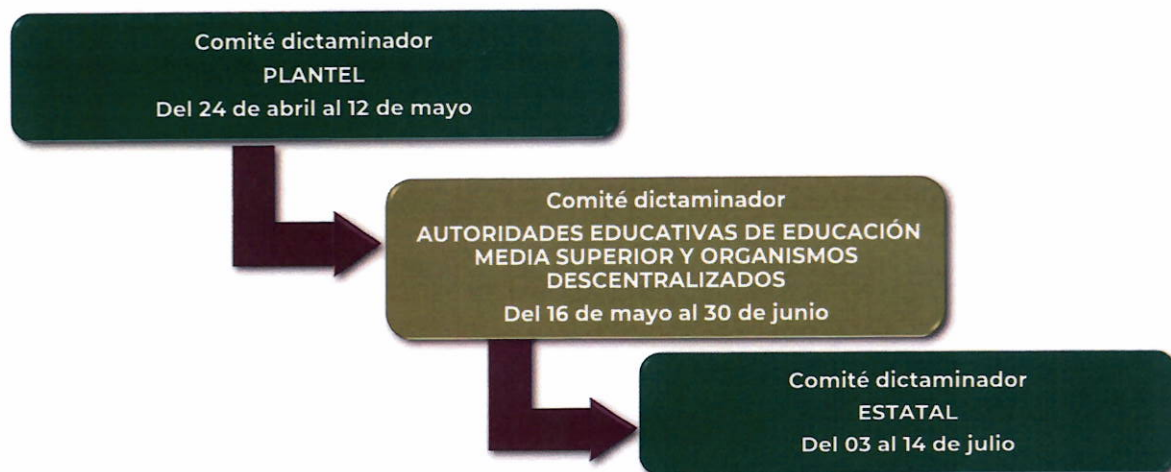 Comité dictaminador
PLANTEL
Del 24 de abril al 12 de mayo
Comité dictaminador
AUTORIDADES EDUCATIVAS DE EDUCACIÓN
MEDIA SUPERIOR Y ORGANISMOS
DESCENTRALIZADOS
Del 16 de mayo al 30 de junio
Comité dictaminador
ESTATAL
Del 03 al 14 de julio